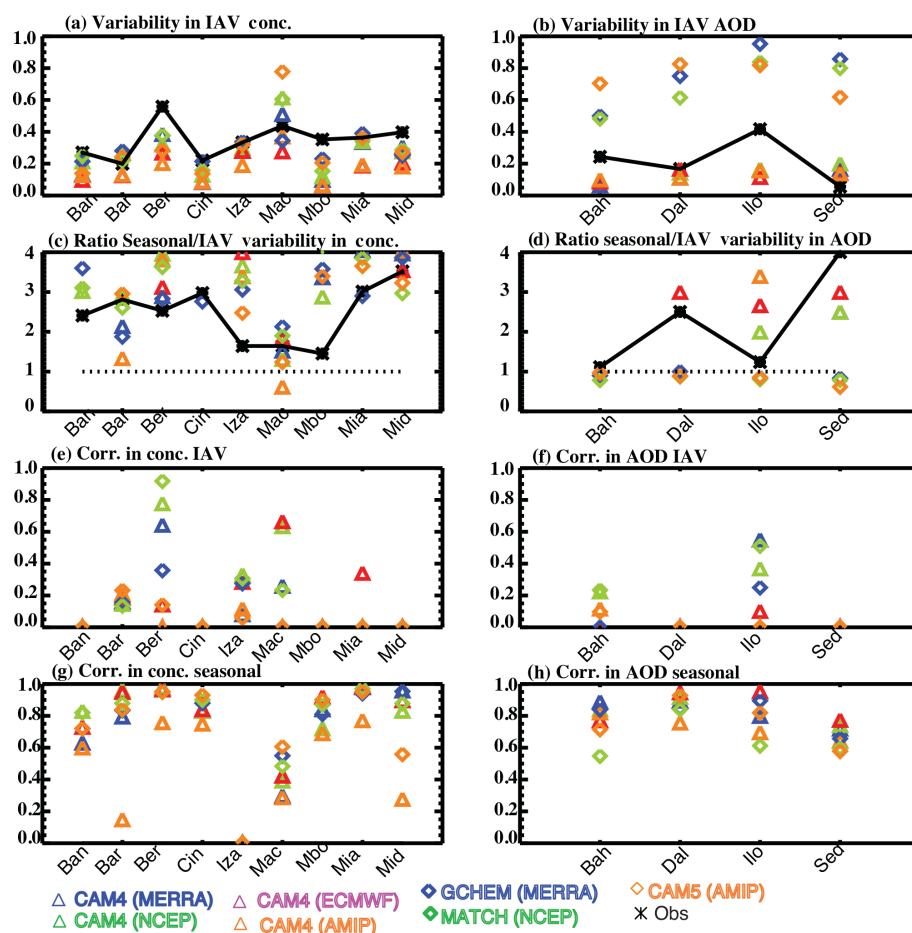 (a) Variability in IAV conc.
1.0
0.8
0.6
0.4
0.2
0.0
Ban Bar Ber Cin Iza Mac Mbo Mia Mid
(b) Variability in IAV AOD
1.0
0.8
0.6
0.4
0.2
0.0
Bah Dal Ilo Sed
(c) Ratio Seasonal/IAV variability in conc.
4
3
2
1
0
Ban Bar Ber Cin Iza Mac Mbo Mia Mid
(d) Ratio seasonal/IAV variability in AOD
4
3
2
1
0
Bah Dal Ilo Sed
(e) Corr. in conc. IAV
1.0
0.8
0.6
0.4
0.2
0.0
Ban Bar Ber Cin Iza Mac Mbo Mia Mid
(f) Corr. in AOD IAV
1.0
0.8
0.6
0.4
0.2
0.0
Bah Dal Ilo Sed
(g) Corr. in conc. seasonal
1.0
0.8
0.6
0.4
0.2
0.0
Ban Bar Ber Cin Iza Mac Mbo Mia Mid
(h) Corr. in AOD seasonal
1.0
0.8
0.6
0.4
0.2
0.0
Bah Dal Ilo Sed
CAM4 (MERRA)
CAM4 (NCEP)
CAM4 (ECMWF)
CAM4 (AMIP)
GCHEM (MERRA)
MATCH (NCEP)
CAM5 (AMIP)
Obs